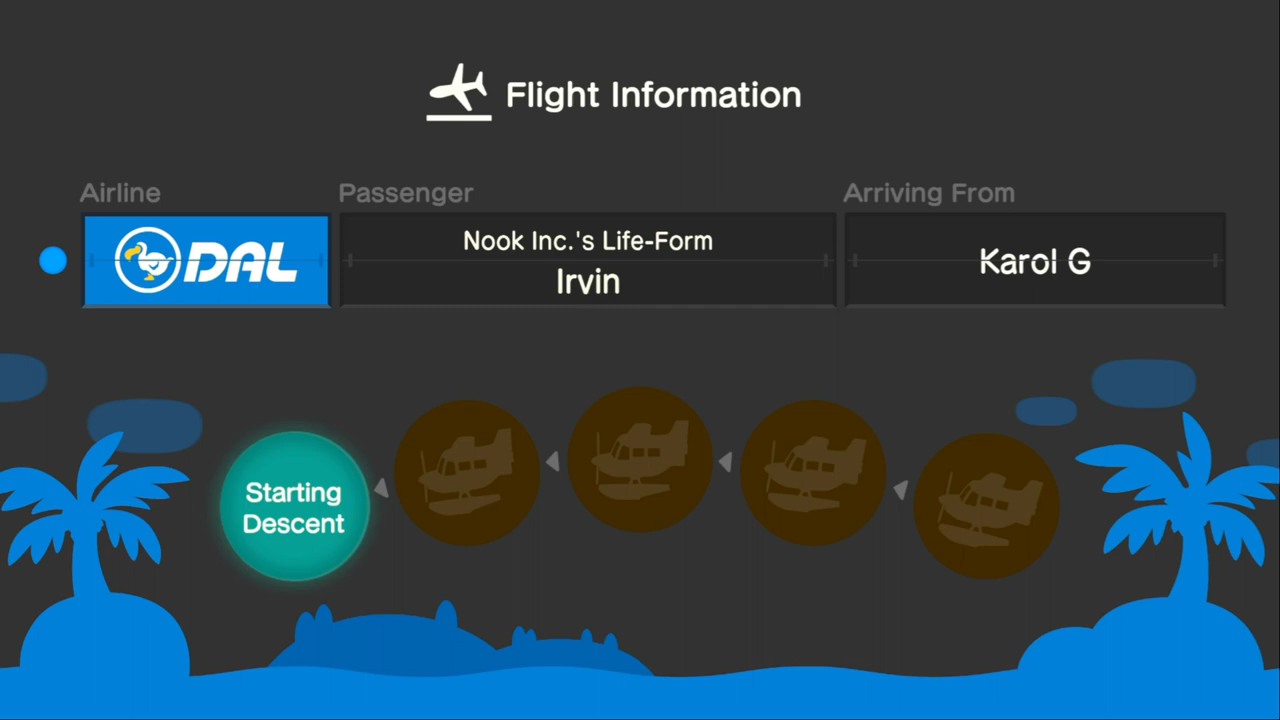 Flight Information
Airline
Passenger
Arriving From
DAL
Nook Inc.'s Life-Form
Irvin
Karol G
Starting
Descent